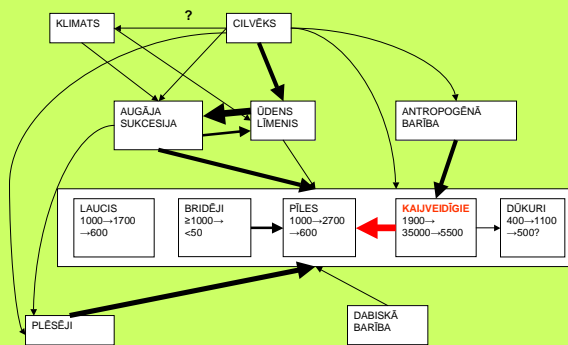 KLIMATS
?
CILVĒKS
AUGĀJA
SUKCESIJA
ŪDENS
LĪMENIS
ANTROPOGĒNĀ
BARĪBA
LAUCIS
1000→1700
→600
BRIDĒJI
≥1000→
<50
PĪLES
1000→2700
→600
KAIJVEIDĪGIE
1900→
35000→5500
DŪKURI
400→1100
→500?
PLĒSĒJI
DABISKĀ
BARĪBA